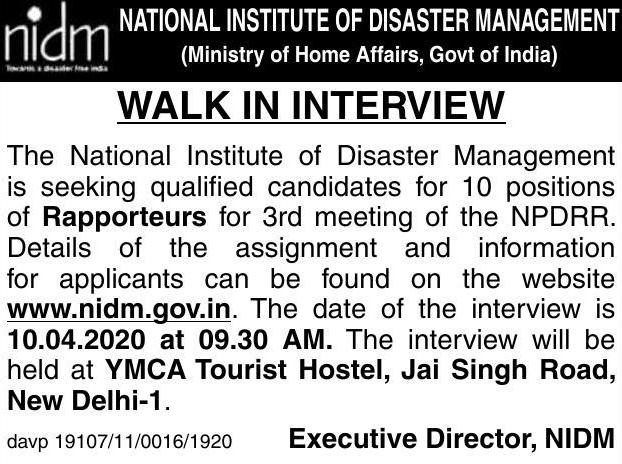 nidm
Towards a disaster free india
NATIONAL INSTITUTE OF DISASTER MANAGEMENT
(Ministry of Home Affairs, Govt of India)
WALK IN INTERVIEW
The National Institute of Disaster Management
is seeking qualified candidates for 10 positions
of Rapporteurs for 3rd meeting of the NPDRR.
Details of the assignment and information
for applicants can be found on the website
www.nidm.gov.in. The date of the interview is
10.04.2020 at 09.30 AM. The interview will be
held at YMCA Tourist Hostel, Jai Singh Road,
New Delhi-1.
davp 19107/11/0016/1920
Executive Director, NIDM